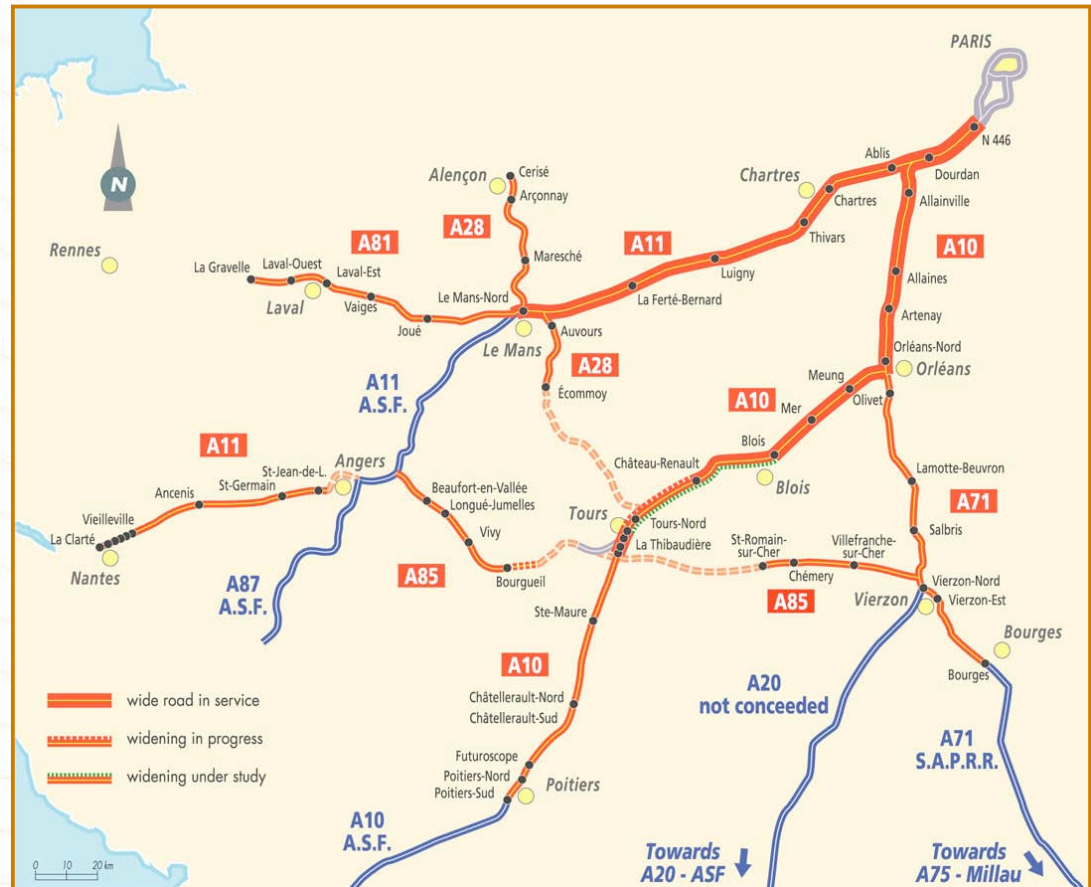 PARIS
N 446
Ablis
Dourdan
Alençon
Cerisé
Arçonnay
Chartres
Chartres
Allainville
A28
A11
A10
Thivars
Rennes
A81
Maresché
Luigny
Allaines
La Gravelle
Laval-Ouest
Laval-Est
Vaiges
Laval
Le Mans-Nord
La Ferté-Bernard
Artenay
Joué
Auvours
Le Mans
Orléans-Nord
Orléans
A28
A11
A.S.F.
Écommoy
Meung
Olivet
A10
Mer
A11
Blois
Angers
St-Jean-de-L.
St-Germain
Ancenis
Château-Renault
Blois
Lamotte-Beuvron
Beaufort-en-Vallée
Longué-Jumelles
A71
Vieilleville
La Clarté
Tours
Tours-Nord
La Thibaudière
St-Romain-
sur-Cher
Villefranche-
sur-Cher
Salbris
Vivy
Nantes
A85
Bourgueil
Chémery
A85
Vierzon-Nord
Vierzon-Est
Vierzon
A87
A.S.F.
Ste-Maure
Bourges
Bourges
A10
A20
not conceeded
wide road in service
Châtellerault-Nord
Châtellerault-Sud
widening in progress
A71
S.A.P.R.R.
widening under study
Futuroscope
Poitiers-Nord
Poitiers-Sud
Poitiers
A10
A.S.F.
Towards
A20 - ASF
Towards
A75 - Millau
N
0 10 20 km